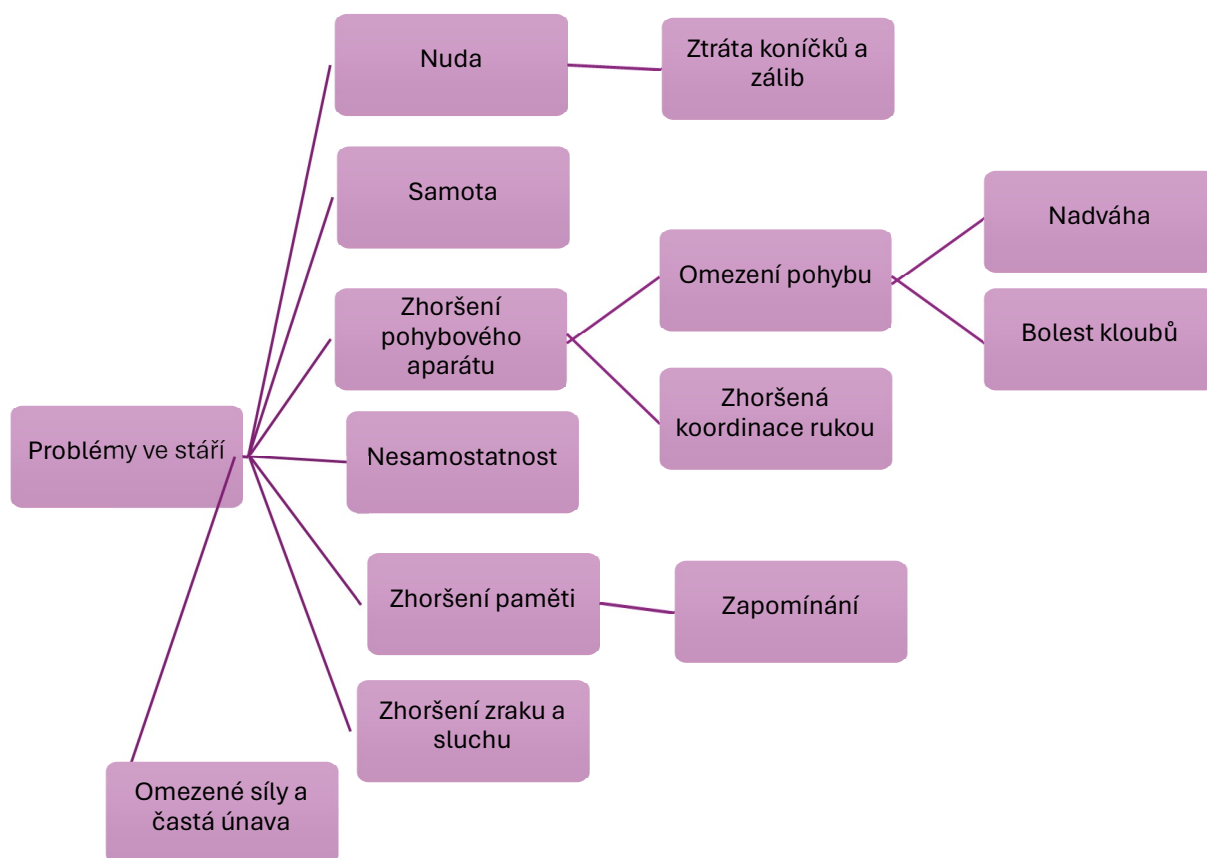 Nuda
Ztráta koníčků a
zálib
Samota
Nadváha
Omezení pohybu
Zhoršení
pohybového
aparátu
Bolest kloubů
Zhoršená
koordinace rukou
Problémy ve stáří
Nesamostatnost
Zhoršení paměti
Zapomínání
Zhoršení zraku a
sluchu
Omezené síly a
častá únava